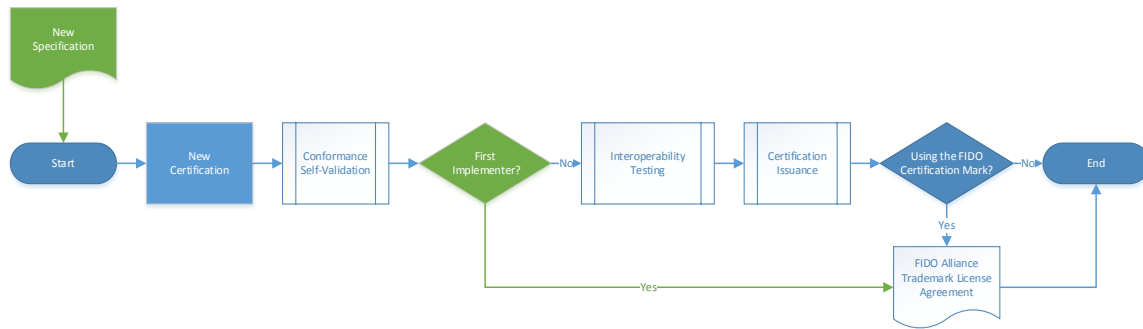 New
Specification
Start
New
Certification
Conformance
Self-Validation
First
Implementer?
No
Interoperability
Testing
Certification
Issuance
Using the FIDO
Certification Mark?
No
End
Yes
FIDO Alliance
Trademark License
Agreement
Yes